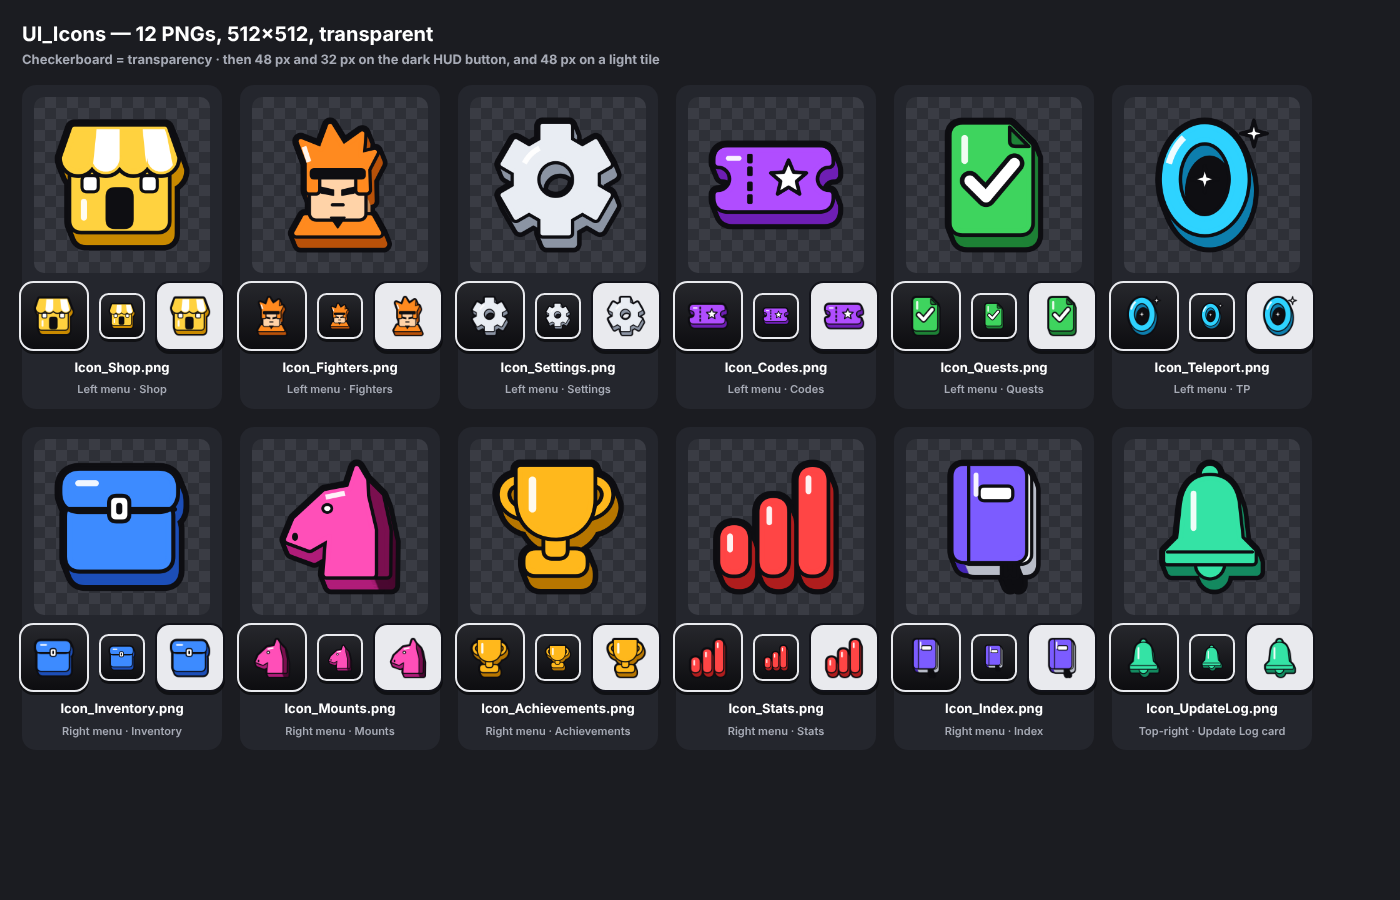 UI_Icons — 12 PNGs, 512×512, transparent
Checkerboard = transparency · then 48 px and 32 px on the dark HUD button, and 48 px on a light tile
Icon_Shop.png
Left menu · Shop
Icon_Fighters.png
Left menu · Fighters
Icon_Settings.png
Left menu · Settings
Icon_Codes.png
Left menu · Codes
Icon_Quests.png
Left menu · Quests
Icon_Teleport.png
Left menu · TP
Icon_Inventory.png
Right menu · Inventory
Icon_Mounts.png
Right menu · Mounts
Icon_Achievements.png
Right menu · Achievements
Icon_Stats.png
Right menu · Stats
Icon_Index.png
Right menu · Index
Icon_UpdateLog.png
Top-right · Update Log card